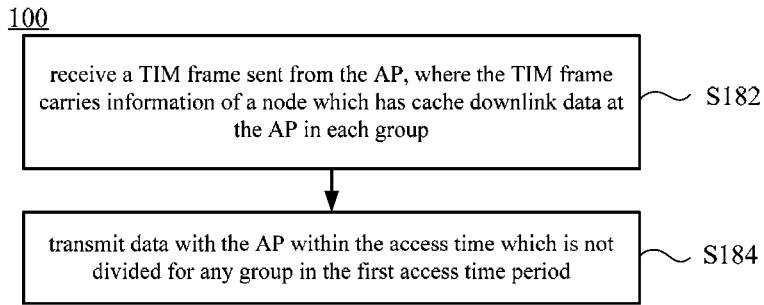 100
receive a TIM frame sent from the AP, where the TIM frame
carries information of a node which has cache downlink data at
the AP in each group
S182
transmit data with the AP within the access time which is not
divided for any group in the first access time period
S184